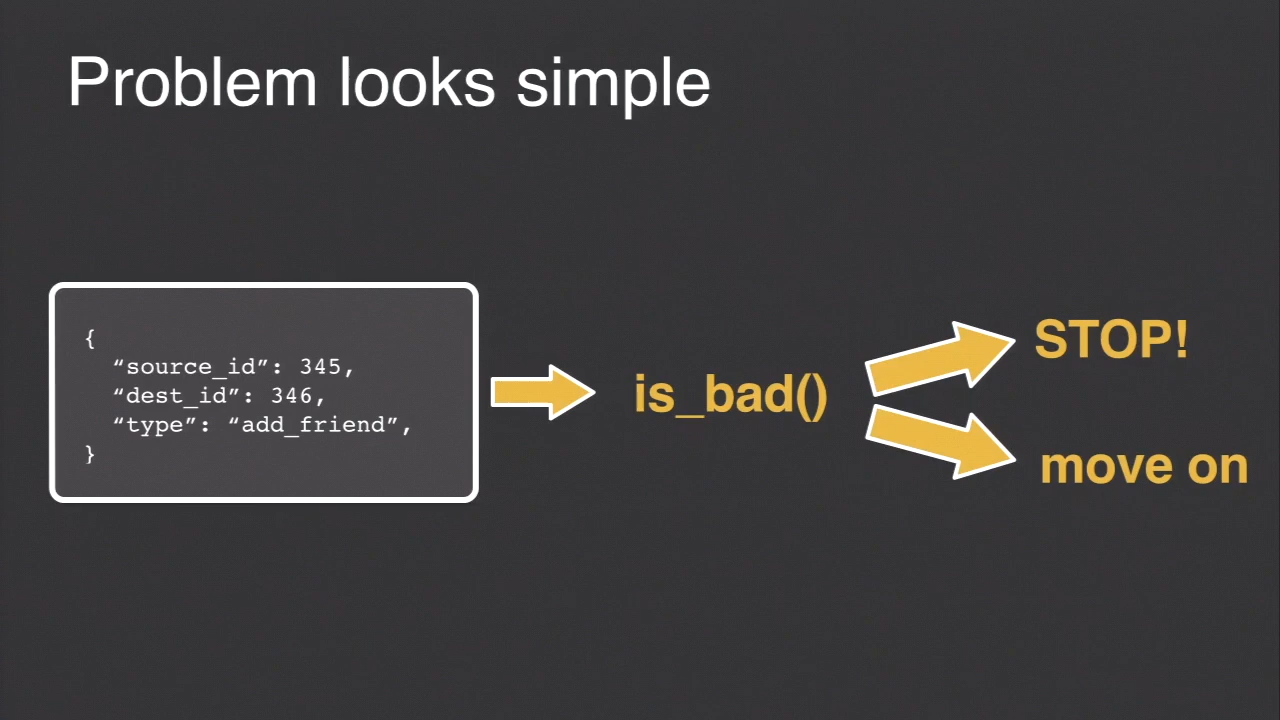 Problem looks simple
{
“source_id”: 345,
“dest_id”: 346,
“type”: “add_friend”,
}
is_bad()
STOP!
move on